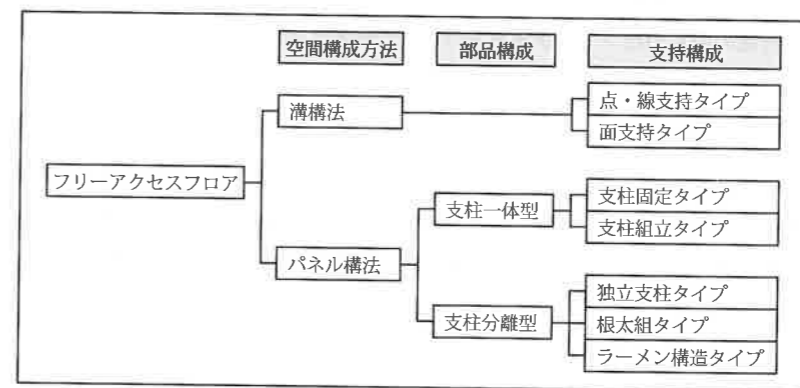 空間構成方法 部品構成 支持構成
溝構法
点・線支持タイプ
面支持タイプ
フリーアクセスフロア
パネル構法
支柱一体型
支柱固定タイプ
支柱組立タイプ
支柱分離型
独立支柱タイプ
根太組タイプ
ラーメン構造タイプ